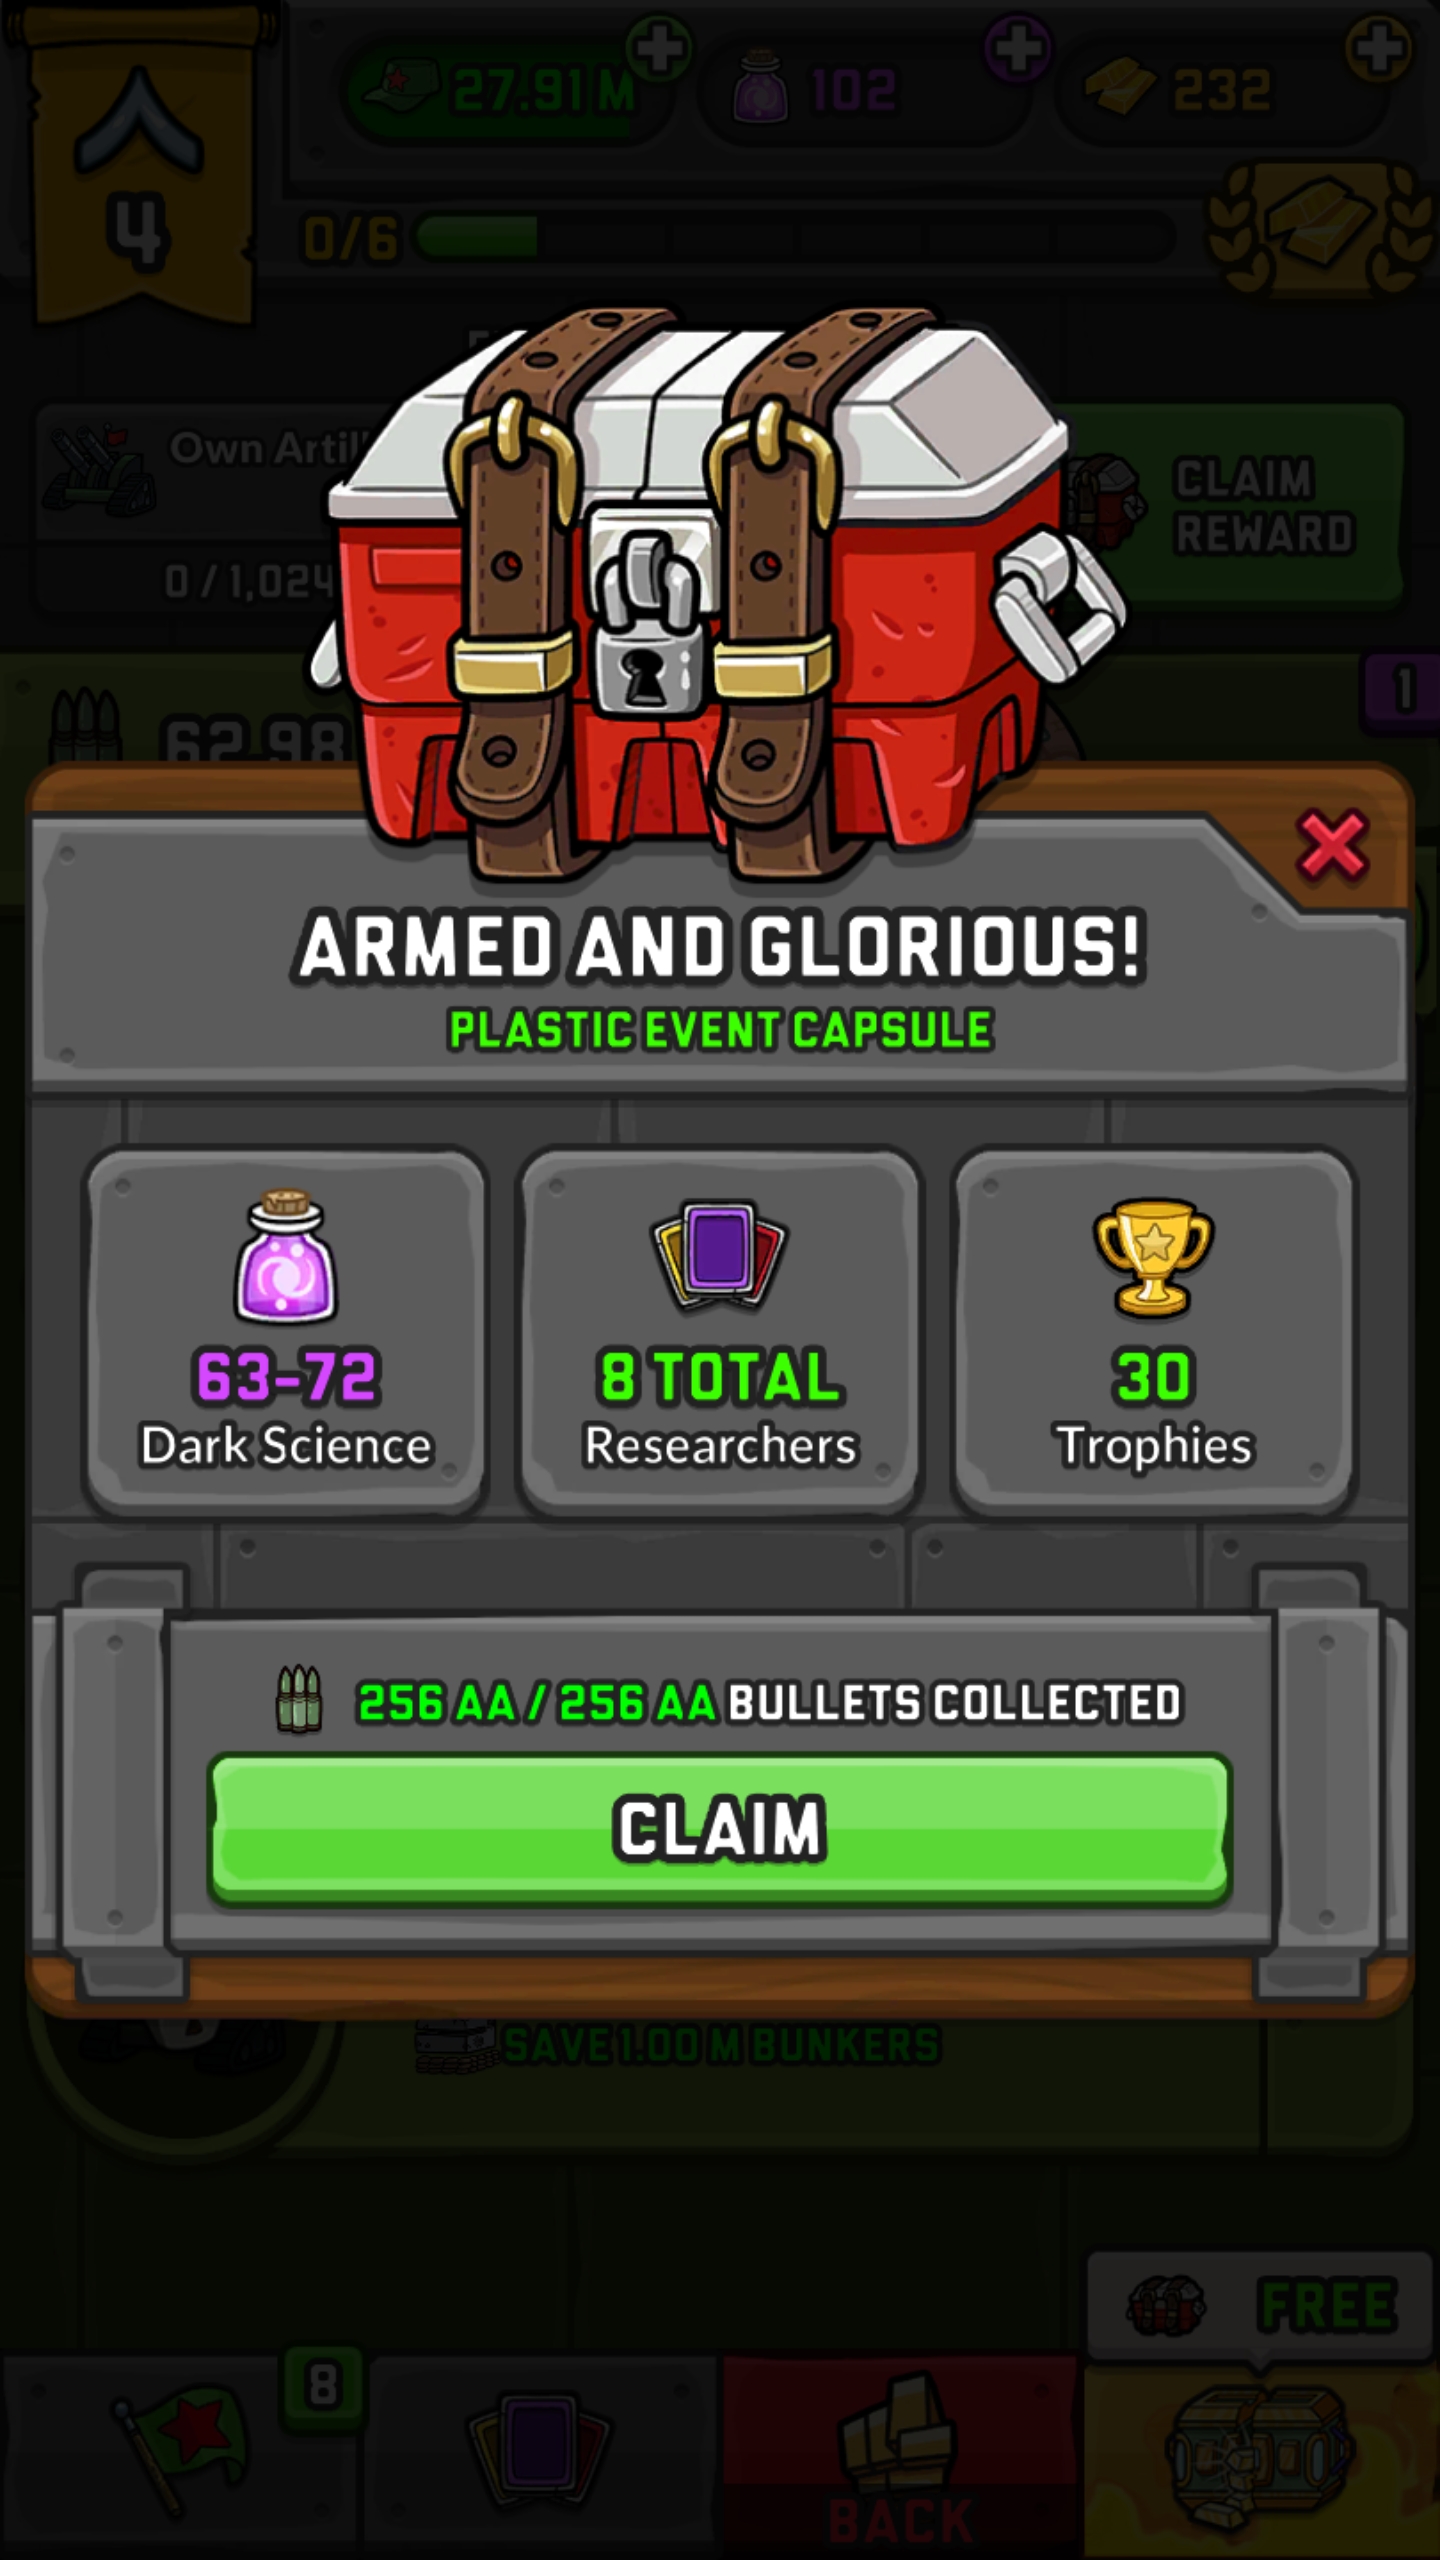 27.91 M
102
232
4
0/6
Own Artil
CLAIM
REWARD
0 / 1,024
1
62.98
ARMED AND GLORIOUS!
PLASTIC EVENT CAPSULE
63-72
8 TOTAL
30
Dark Science
Researchers
Trophies
256 AA / 256 AA BULLETS COLLECTED
CLAIM
SAVE 1.00 M BUNKERS
FREE
8
BACK